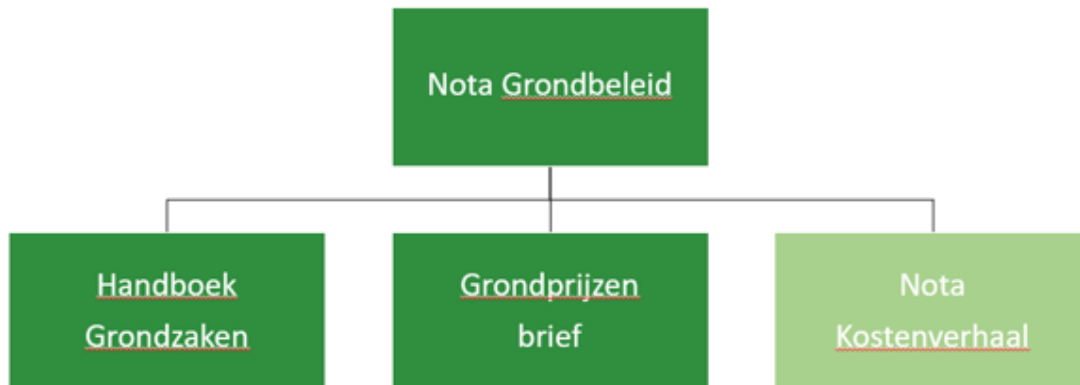 Nota Grondbeleid
Handboek
Grondzaken
Grondprijzen
brief
Nota
Kostenverhaal